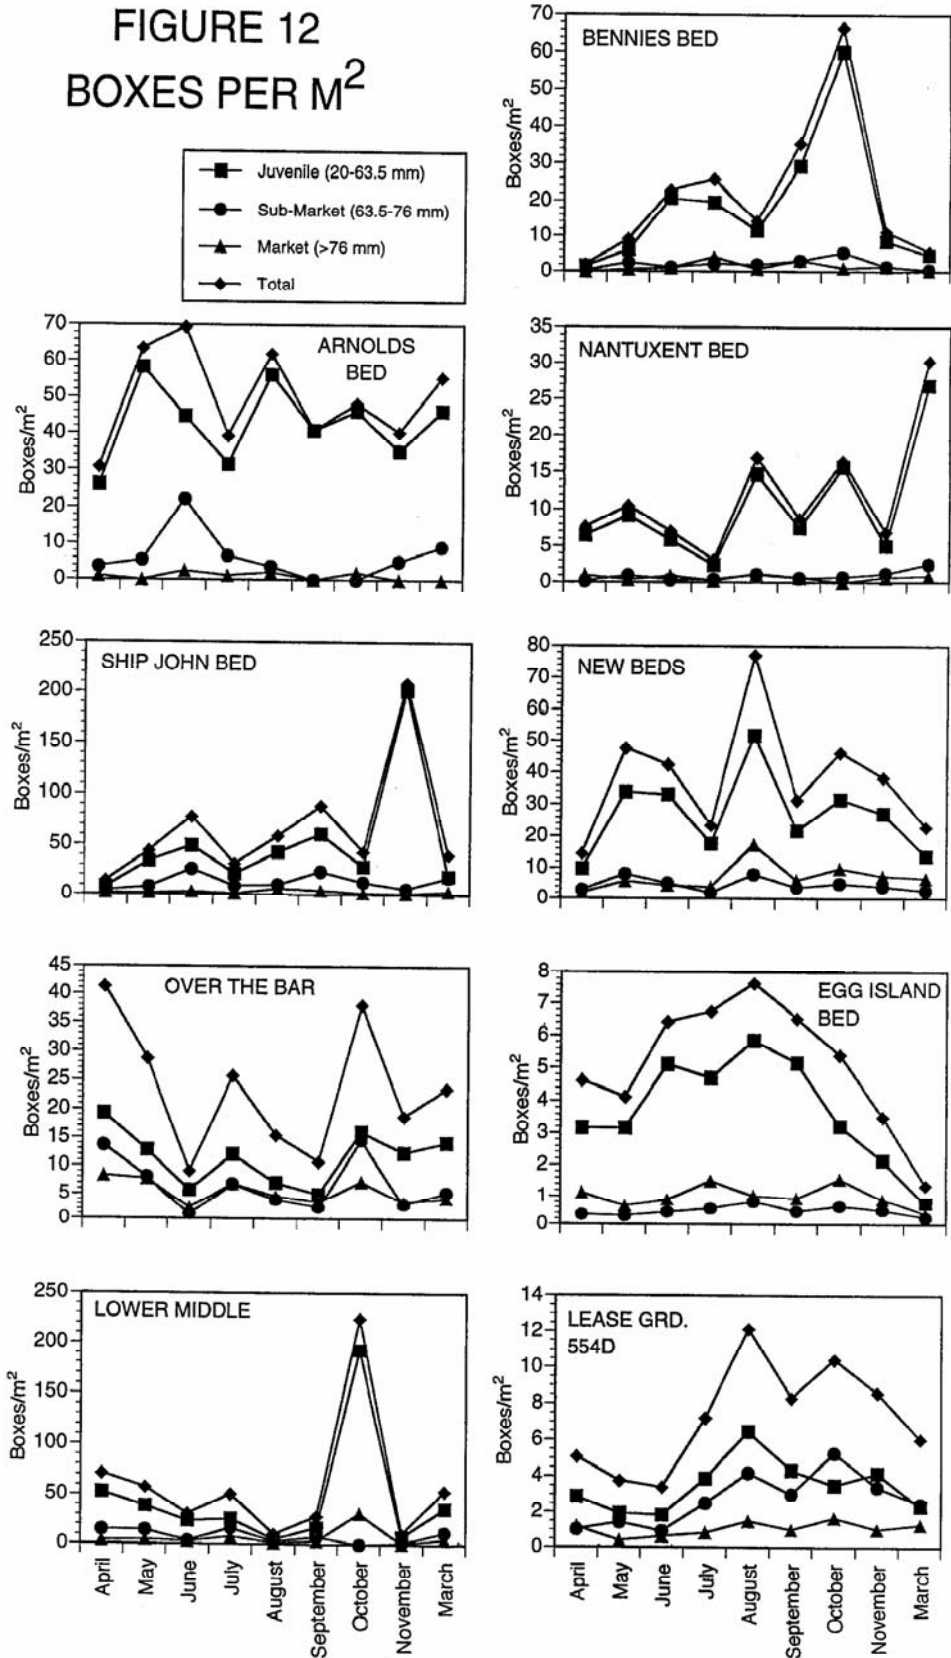 FIGURE 12
BOXES PER M2
Juvenile (20-63.5 mm)
Sub-Market (63.5-76 mm)
Market (>76 mm)
Total
BENNIES BED
Boxes/m2
70
60
50
40
30
20
10
0
ARNOLDS
BED
Boxes/m2
70
60
50
40
30
20
10
0
NANTUXENT BED
Boxes/m2
35
30
25
20
15
10
5
0
SHIP JOHN BED
Boxes/m2
250
200
100
50
0
NEW BEDS
Boxes/m2
80
70
60
50
40
30
20
10
0
OVER THE BAR
Boxes/m2
45
40
35
25
20
15
10
5
0
EGG ISLAND
BED
Boxes/m2
8
7
6
5
4
3
2
1
0
LOWER MIDDLE
Boxes/m2
250
200
150
100
50
0
April
May
June
July
August
September
October
November
March
LEASE GRD.
554D
Boxes/m2
14
12
10
8
6
4
2
0
April
May
June
July
August
September
October
November
March